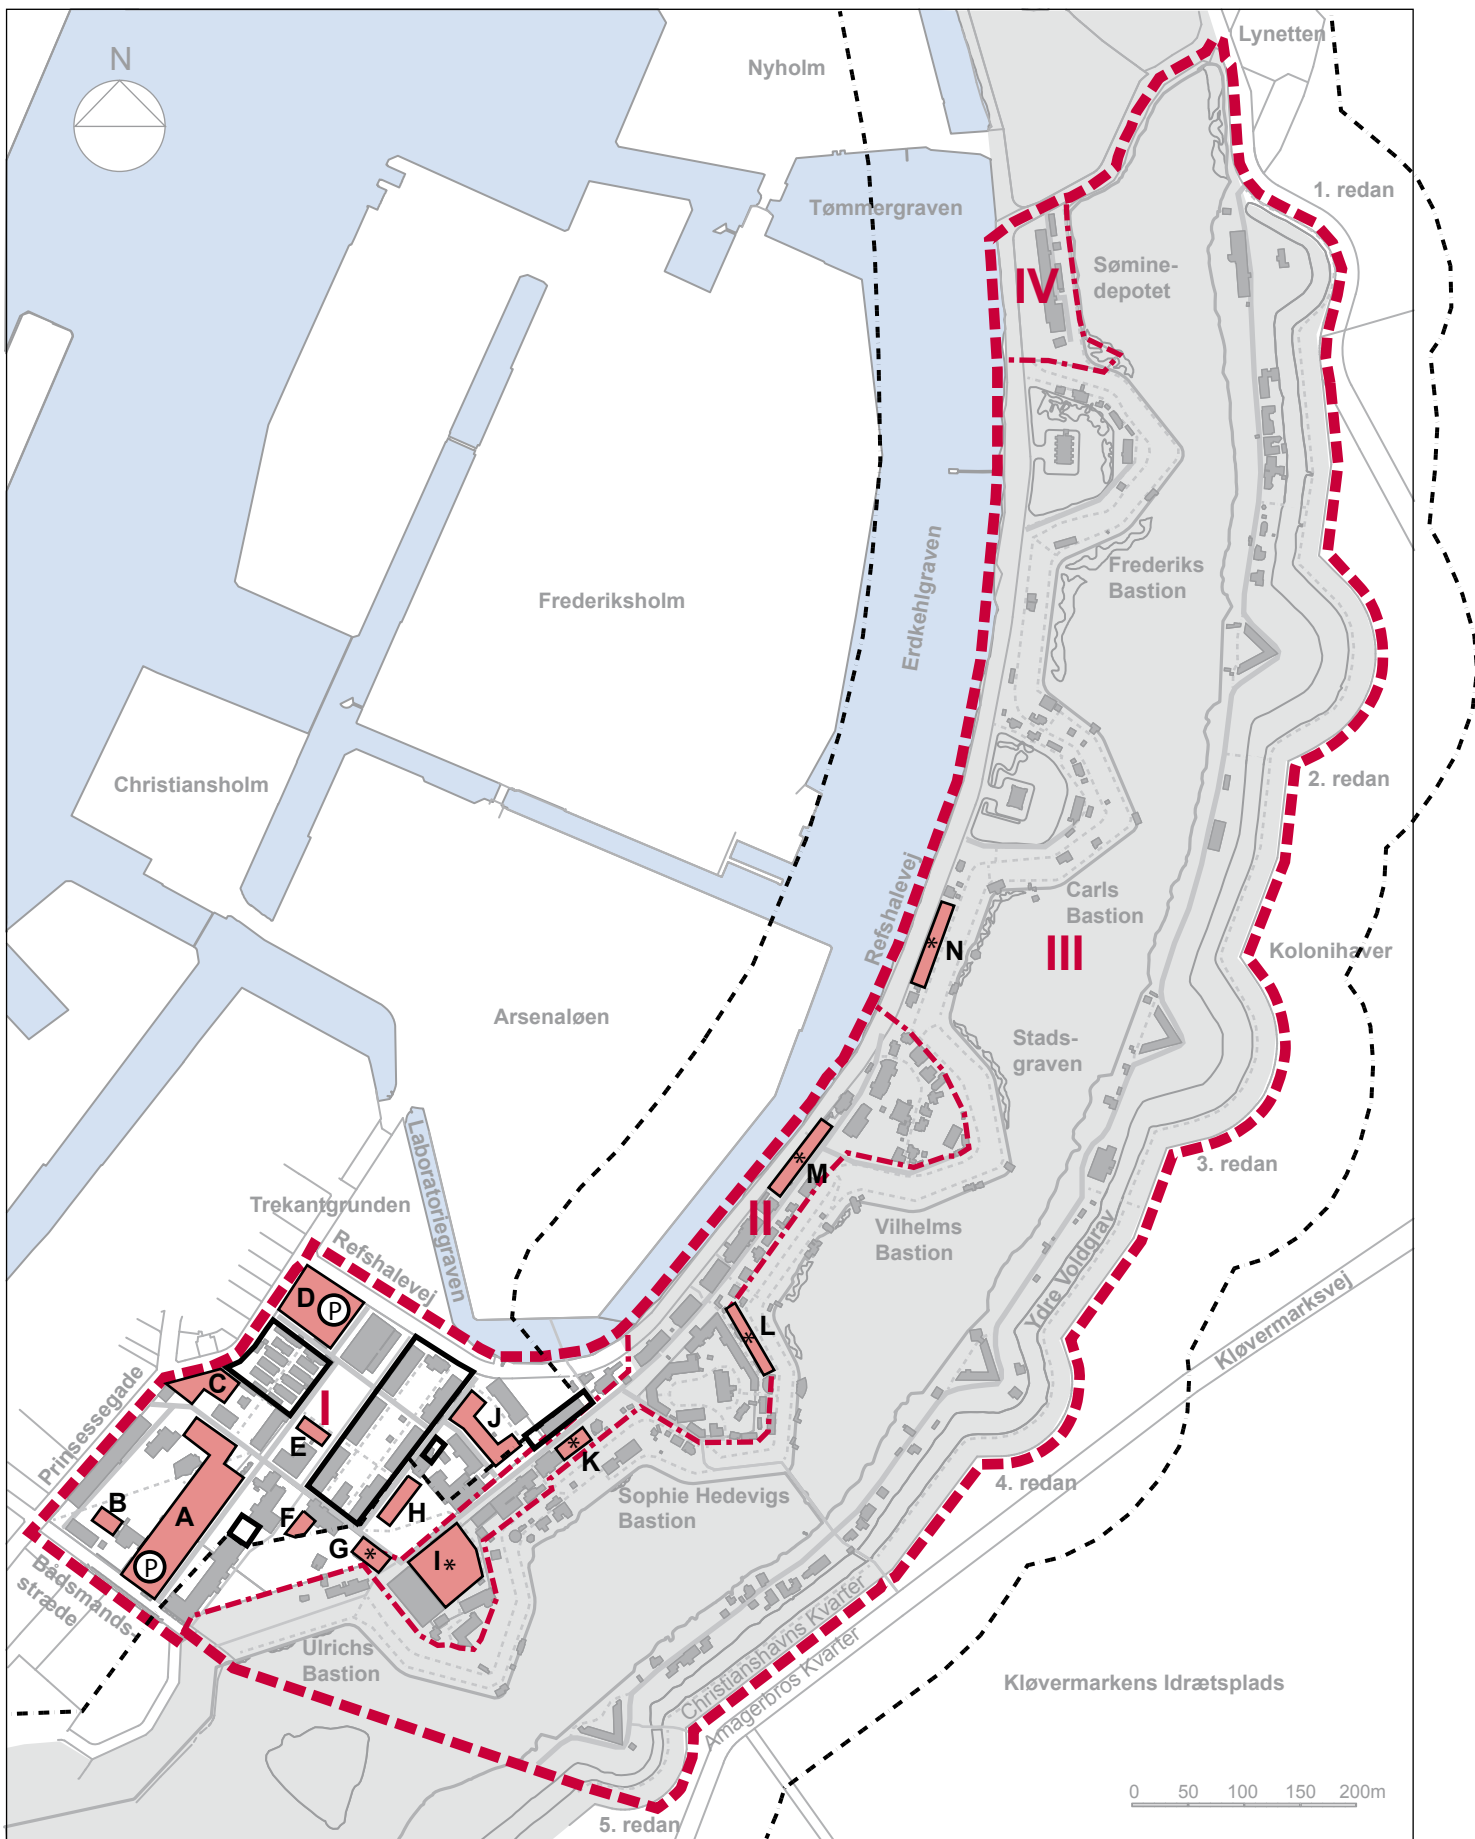 N
Nyholm
Lynetten
1. redan
Tømmergraven
Sømine-
depotet
IV
Erdkehlgraven
Frederiks
Bastion
Frederiksholm
Christiansholm
2. redan
Refshalevej
Carls
Bastion
Kolonihaver
N
*
III
Arsenaløen
Stads-
graven
*
M
3. redan
Laboratoriegraven
Trekantgrunden
II
Vilhelms
Bastion
Refshalevej
Ydre Voldgrav
Kløvermarksvej
D
P
L
*
C
I
J
Prinsessegade
E
*
K
4. redan
Sophie Hedevigs
Bastion
B
A
F
H
G
*
I*
P
Bådsmands-
stræde
Ulrichs
Bastion
Christianshavns Kvarter
Amagerbros Kvarter
Kløvermarkens Idrætsplads
0 50 100 150 200m
5. redan